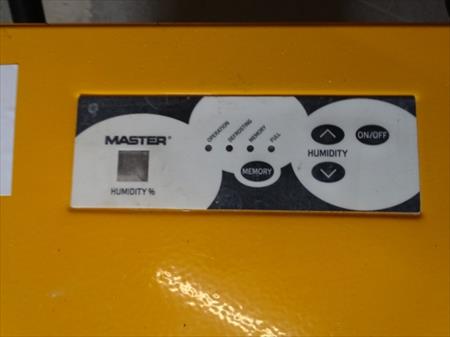 MASTER®
HUMIDITY %
OPERATION
DEFROSTING
MEMORY
FULL
MEMORY
HUMIDITY
ON/OFF